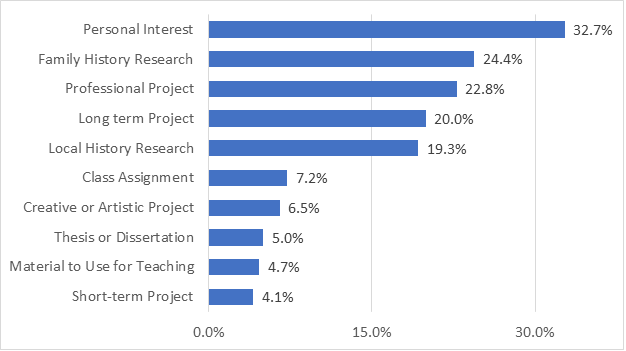 Personal Interest 32.7%
Family History Research 24.4%
Professional Project 22.8%
Long term Project 20.0%
Local History Research 19.3%
Class Assignment 7.2%
Creative or Artistic Project 6.5%
Thesis or Dissertation 5.0%
Material to Use for Teaching 4.7%
Short-term Project 4.1%
0.0% 15.0% 30.0%